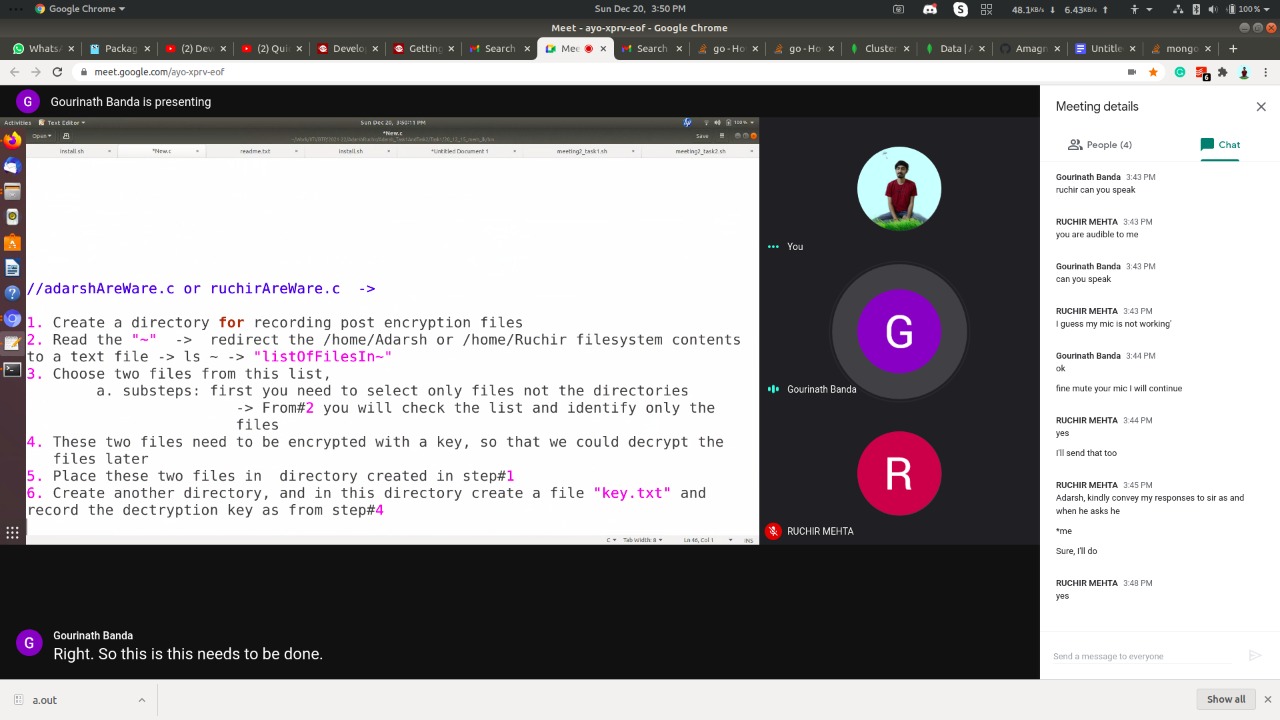 Google Chrome
Sun Dec 20, 3:50 PM
48.1KB/s
6.43KB/s
100 %
Meet - ayo-xprv-eof - Google Chrome
WhatsA
Packag
(2) Dev
(2) Quic
Develo
Getting
Search
Mee
Search
go - Ho
go - Ho
Cluster
Data | A
Amagn
Untitle
mongo
meet.google.com/ayo-xprv-eof
6
G
Gourinath Banda is presenting
Activities
Text Editor
Sun Dec 20, 3:50:13 PM
100 %
Open
*New.c
Save
install.sh
*New.c
readme.txt
install.sh
*Untitled Document 1
meeting2_task1.sh
meeting2_task2.sh
//adarshAreWare.c or ruchirAreWare.c ->
1. Create a directory for recording post encryption files
2. Read the "~" -> redirect the /home/Adarsh or /home/Ruchir filesystem contents
to a text file -> ls ~ -> "listOfFilesIn~"
3. Choose two files from this list,
a. substeps: first you need to select only files not the directories
-> From#2 you will check the list and identify only the
files
4. These two files need to be encrypted with a key, so that we could decrypt the
files later
5. Place these two files in directory created in step#1
6. Create another directory, and in this directory create a file "key.txt" and
record the dectryption key as from step#4
C
Tab Width: 8
Ln 46, Col 1
INS
You
G
Gourinath Banda
R
RUCHIR MEHTA
G
Gourinath Banda
Right. So this is this needs to be done.
Meeting details
People (4)
Chat
Gourinath Banda 3:43 PM
ruchir can you speak
RUCHIR MEHTA 3:43 PM
you are audible to me
Gourinath Banda 3:43 PM
can you speak
RUCHIR MEHTA 3:43 PM
I guess my mic is not working'
Gourinath Banda 3:44 PM
ok
fine mute your mic I will continue
RUCHIR MEHTA 3:44 PM
yes
I'll send that too
RUCHIR MEHTA 3:45 PM
Adarsh, kindly convey my responses to sir as and
when he asks he
*me
Sure, I'll do
RUCHIR MEHTA 3:48 PM
yes
Send a message to everyone
a.out
Show all